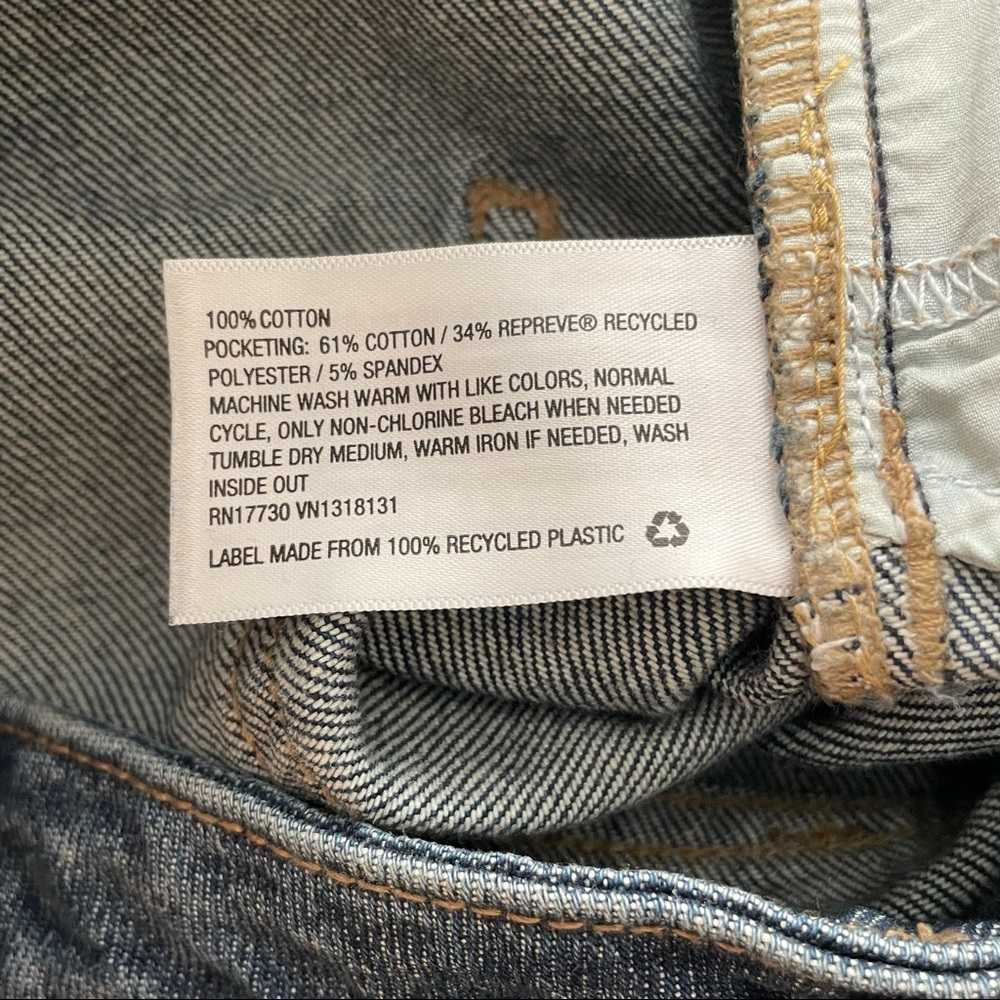 100% COTTON
POCKETING: 61% COTTON / 34% REPREVE® RECYCLED
POLYESTER / 5% SPANDEX
MACHINE WASH WARM WITH LIKE COLORS, NORMAL
CYCLE, ONLY NON-CHLORINE BLEACH WHEN NEEDED
TUMBLE DRY MEDIUM, WARM IRON IF NEEDED, WASH
INSIDE OUT
RN17730 VN1318131
LABEL MADE FROM 100% RECYCLED PLASTIC